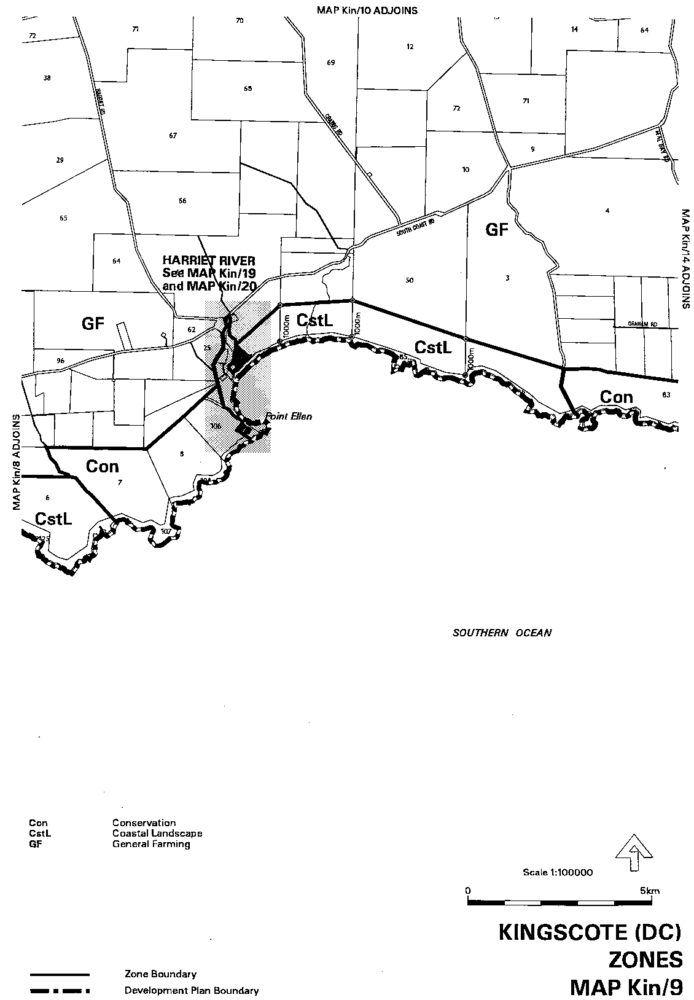 MAP Kin/10 ADJOINS
72
71
70
69
12
14
64
38
68
72
71
HARRIET RD
67
9
29
10
66
65
4
SOUTH COAST RD
GF
MAP Kin/14 ADJOINS
64
HARRIET RIVER
See MAP Kin/19
and MAP Kin/20
50
3
GF
62
CstL
1000m
1000m
GRAHAM RD
25
96
CstL
1000m
Con
83
Point Ellen
106
MAP Kin/8 ADJOINS
8
Con
7
6
CstL
107
SOUTHERN OCEAN
Con Conservation
CstL Coastal Landscape
GF General Farming
Scale 1:100000
0 5km
KINGSCOTE (DC)
ZONES
MAP Kin/9
Zone Boundary
Development Plan Boundary